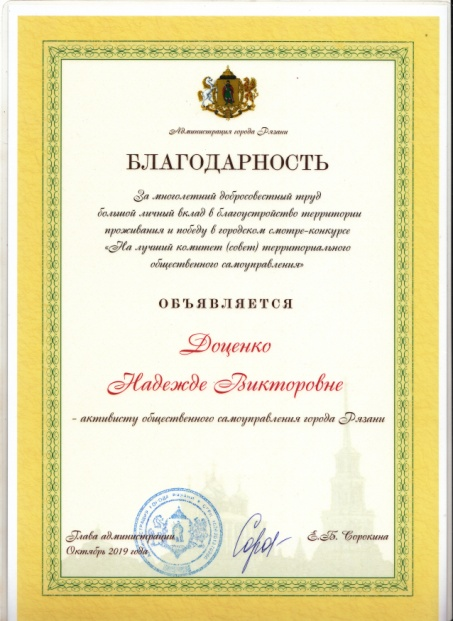 Администрация города Рязани
БЛАГОДАРНОСТЬ
За многолетний добросовестный труд
большой личный вклад в благоустройство территории
проживания и победу в городском смотре-конкурсе
«На лучший комитет (совет) территориального
общественного самоуправления»
ОБЪЯВЛЯЕТСЯ
Доценко
Надежде Викторовне
- активисту общественного самоуправления города Рязани
Глава администрации
Октябрь 2019 года
Е.Б. Сорокина